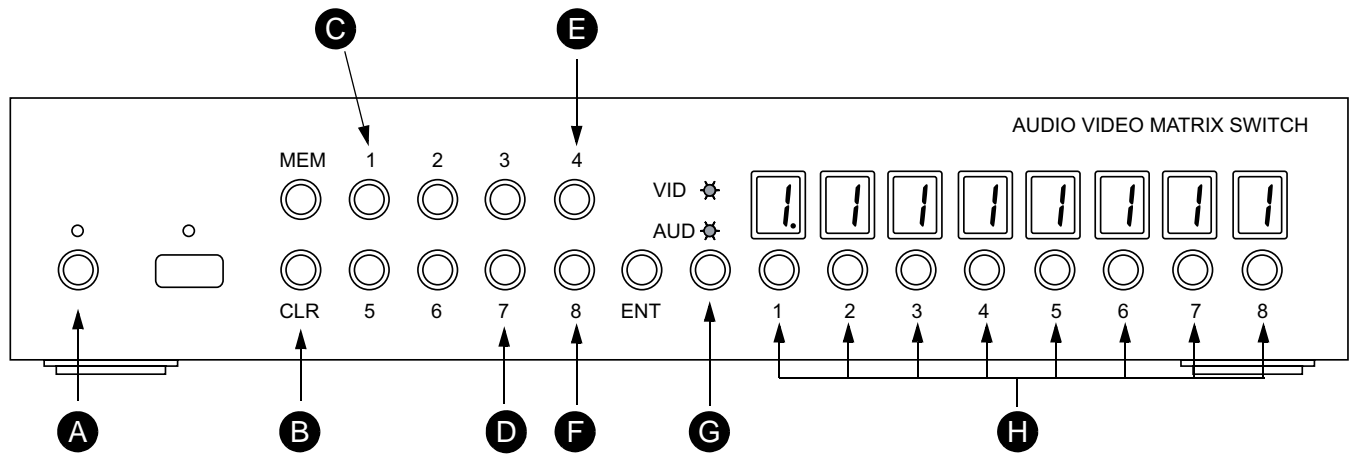 C E
AUDIO VIDEO MATRIX SWITCH
MEM 1 2 3 4
VID 1. 1 1 1 1 1 1 1
AUD
CLR 5 6 7 8 ENT 1 2 3 4 5 6 7 8
A B D F G H